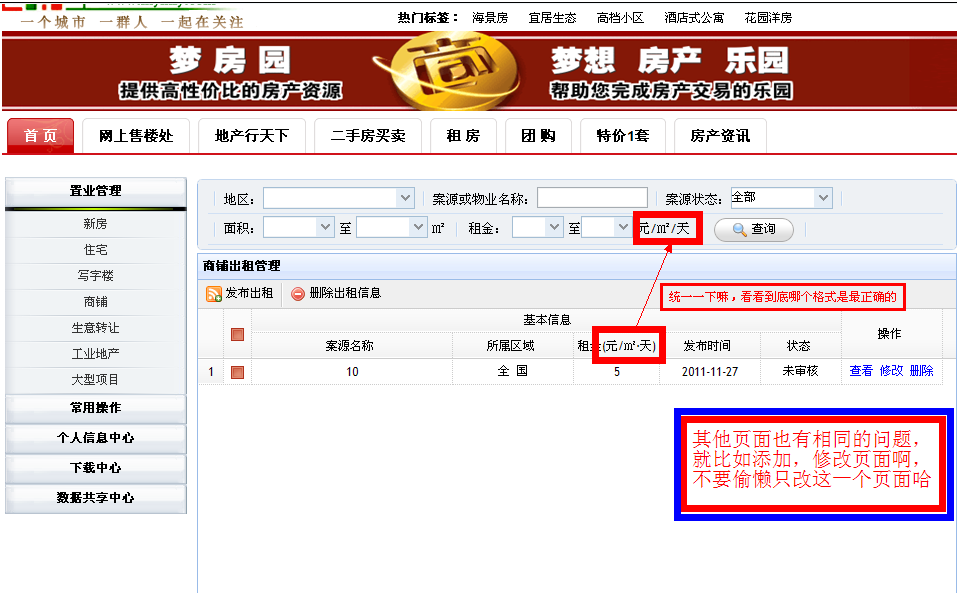 一个城市 一群人 一起在关注
热门标签： 海景房 宜居生态 高档小区 酒店式公寓 花园洋房
梦房园
提供高性价比的房产资源
梦想 房产 乐园
帮助您完成房产交易的乐园
首页 网上售楼处 地产行天下 二手房买卖 租房 团购 特价1套 房产资讯
置业管理
新房
住宅
写字楼
商铺
生意转让
工业地产
大型项目
常用操作
个人信息中心
下载中心
数据共享中心
地区： 案源或物业名称： 案源状态： 全部
面积： 至 m² 租金： 至 元/㎡/天 查询
商铺出租管理
发布出租 删除出租信息
统一一下嘛，看看到底哪个格式是最正确的
基本信息 操作
案源名称 所属区域 租金(元/㎡·天) 发布时间 状态
1 10 全 国 5 2011-11-27 未审核 查看 修改 删除
其他页面也有相同的问题，
就比如添加，修改页面啊，
不要偷懒只改这一个页面哈